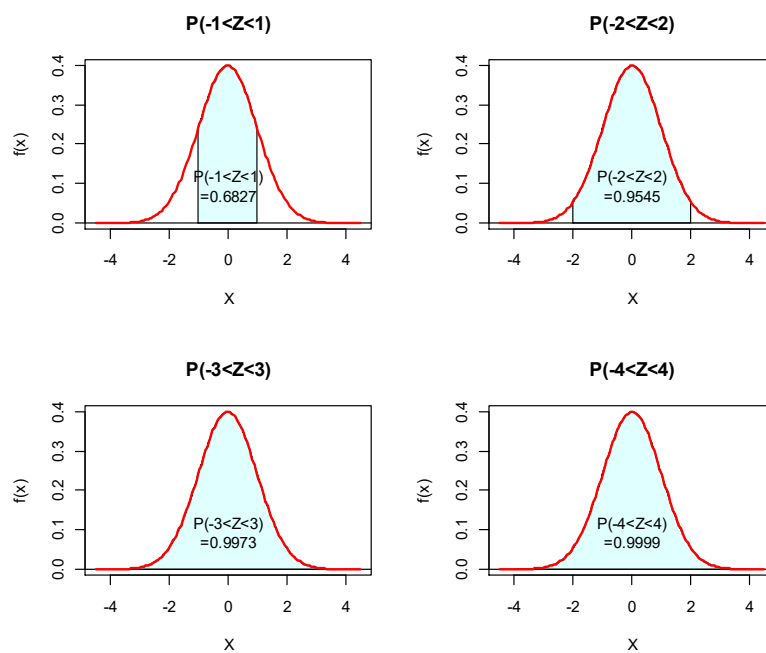 P(-1<Z<1)
0.4
0.3
0.2
0.1
0.0
f(x)
P(-1<Z<1)
=0.6827
-4 -2 0 2 4
X
P(-2<Z<2)
0.4
0.3
0.2
0.1
0.0
f(x)
P(-2<Z<2)
=0.9545
-4 -2 0 2 4
X
P(-3<Z<3)
0.4
0.3
0.2
0.1
0.0
f(x)
P(-3<Z<3)
=0.9973
-4 -2 0 2 4
X
P(-4<Z<4)
0.4
0.3
0.2
0.1
0.0
f(x)
P(-4<Z<4)
=0.9999
-4 -2 0 2 4
X